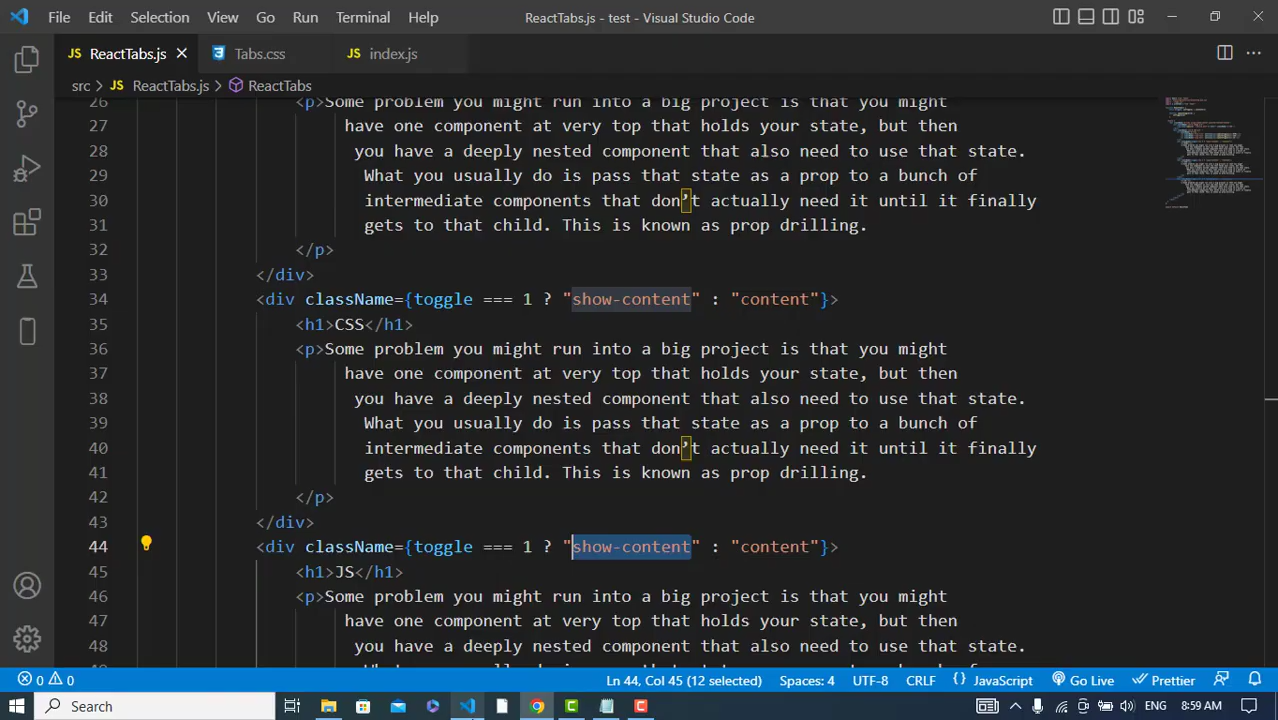 File Edit Selection View Go Run Terminal Help ReactTabs.js - test - Visual Studio Code
JS ReactTabs.js Tabs.css JS index.js
src > JS ReactTabs.js > ReactTabs
26 <p>Some problem you might run into a big project is that you might
27 have one component at very top that holds your state, but then
28 you have a deeply nested component that also need to use that state.
29 What you usually do is pass that state as a prop to a bunch of
30 intermediate components that don’t actually need it until it finally
31 gets to that child. This is known as prop drilling.
32 </p>
33 </div>
34 <div className={toggle === 1 ? "show-content" : "content"}>
35 <h1>CSS</h1>
36 <p>Some problem you might run into a big project is that you might
37 have one component at very top that holds your state, but then
38 you have a deeply nested component that also need to use that state.
39 What you usually do is pass that state as a prop to a bunch of
40 intermediate components that don’t actually need it until it finally
41 gets to that child. This is known as prop drilling.
42 </p>
43 </div>
44 <div className={toggle === 1 ? "show-content" : "content"}>
45 <h1>JS</h1>
46 <p>Some problem you might run into a big project is that you might
47 have one component at very top that holds your state, but then
48 you have a deeply nested component that also need to use that state.
0 0 Ln 44, Col 45 (12 selected) Spaces: 4 UTF-8 CRLF {} JavaScript Go Live Prettier
Search ENG 8:59 AM